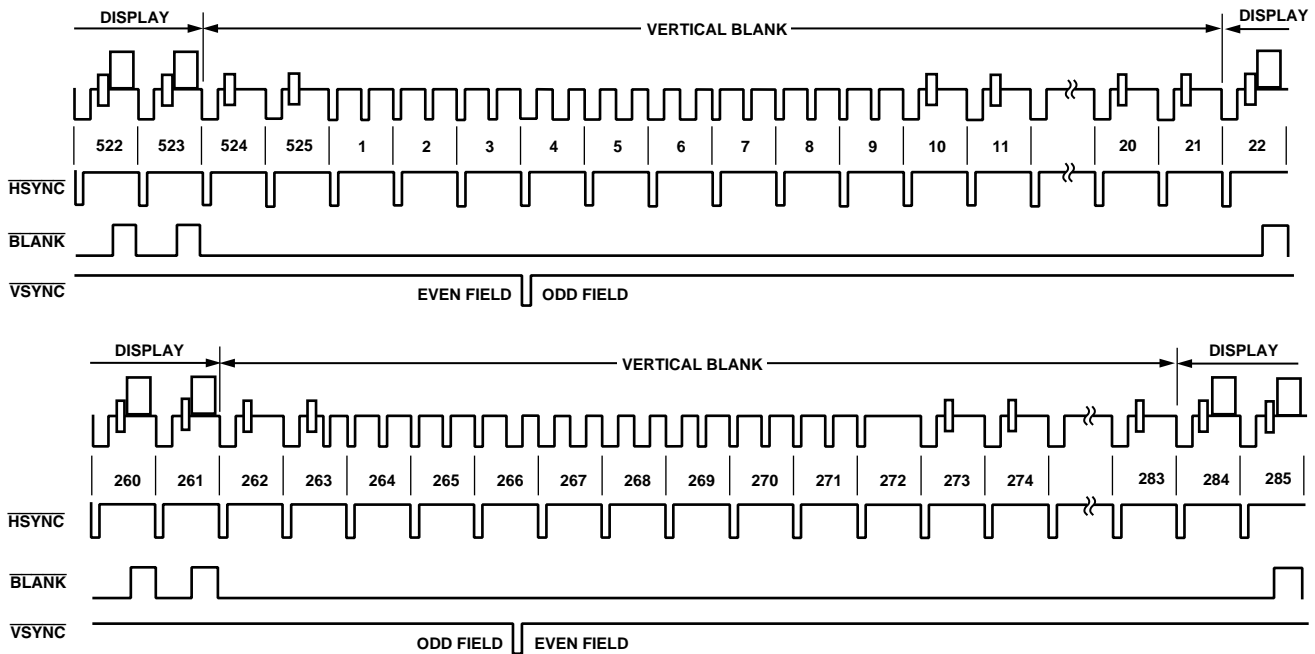 DISPLAY VERTICAL BLANK DISPLAY
522 523 524 525 1 2 3 4 5 6 7 8 9 10 11 20 21 22
HSYNC
BLANK
VSYNC EVEN FIELD ODD FIELD
DISPLAY VERTICAL BLANK DISPLAY
260 261 262 263 264 265 266 267 268 269 270 271 272 273 274 283 284 285
HSYNC
BLANK
VSYNC ODD FIELD EVEN FIELD